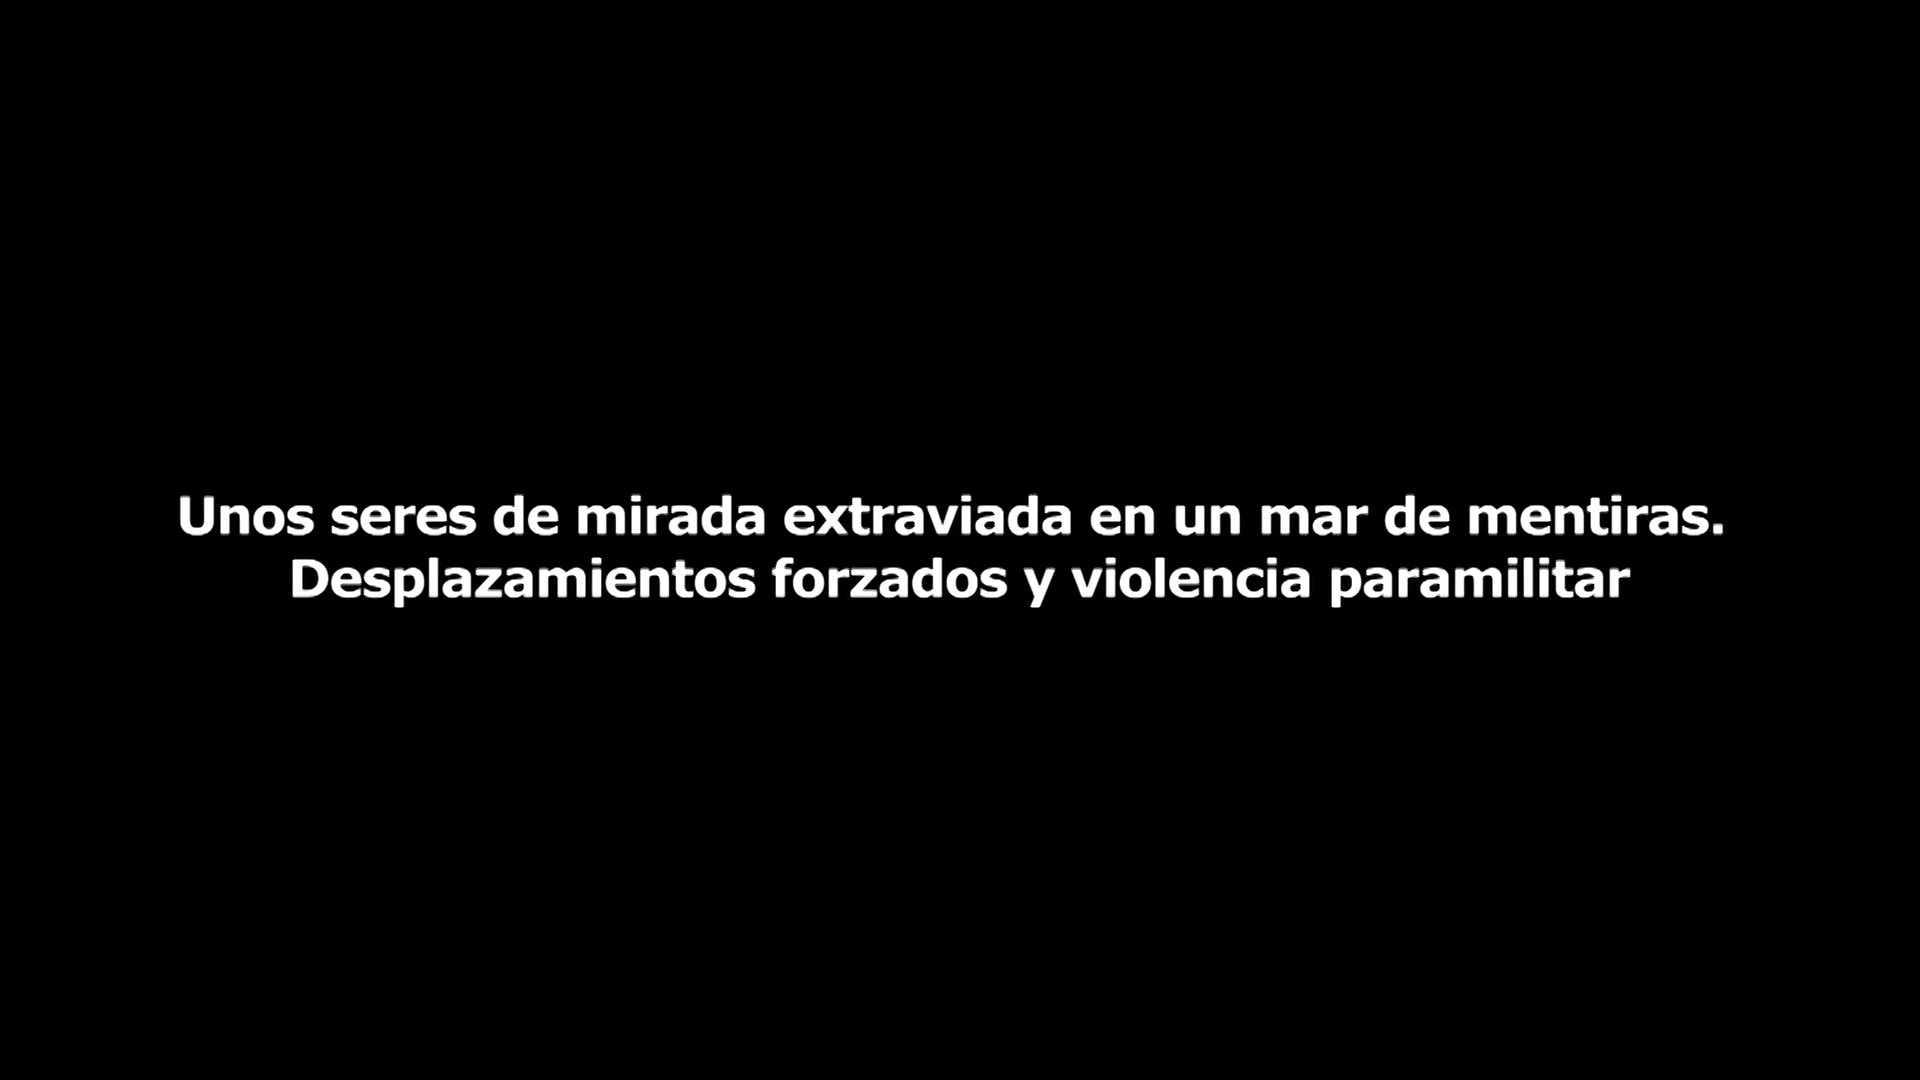 Unos seres de mirada extraviada en un mar de mentiras.
Desplazamientos forzados y violencia paramilitar